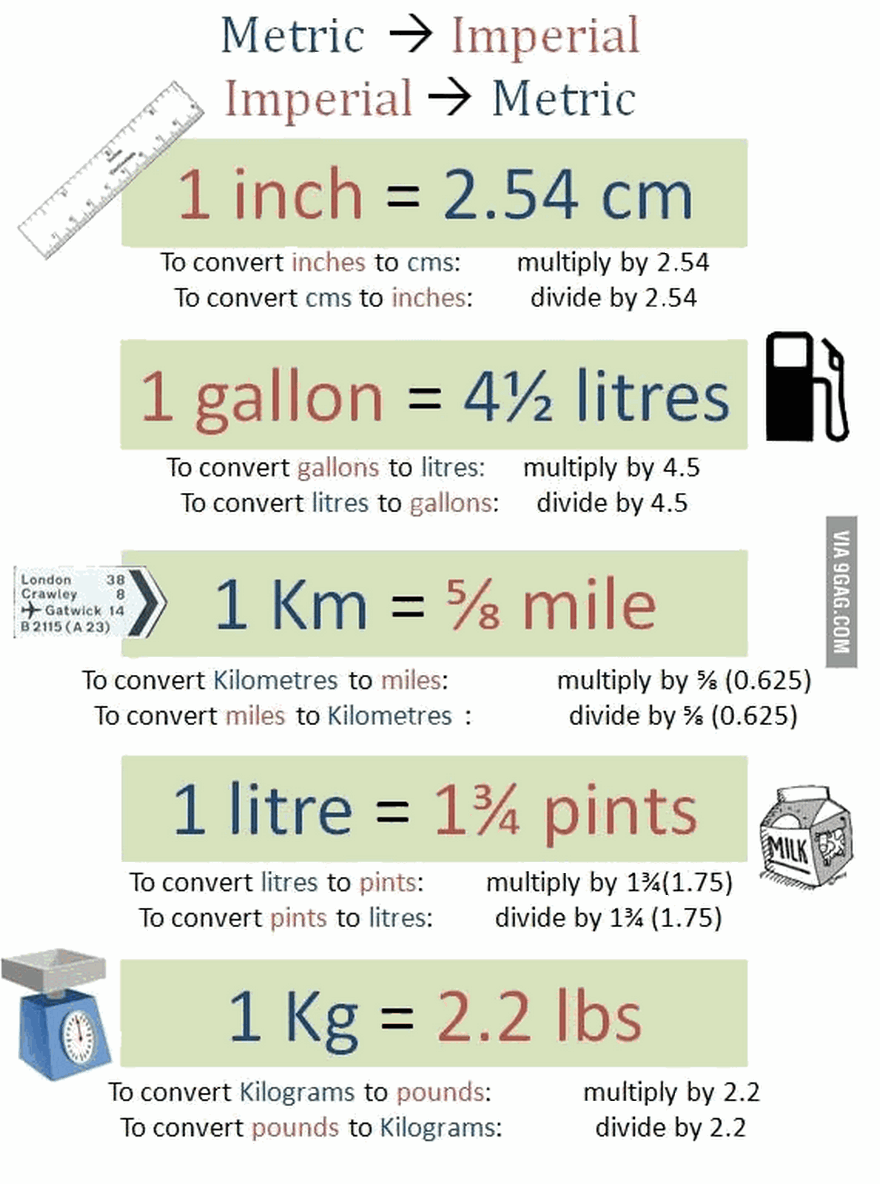 Metric → Imperial
Imperial → Metric
1 inch = 2.54 cm
To convert inches to cms: multiply by 2.54
To convert cms to inches: divide by 2.54
1 gallon = 4½ litres
To convert gallons to litres: multiply by 4.5
To convert litres to gallons: divide by 4.5
VIA 9GAG.COM
London 38
Crawley 8
Gatwick 14
B 2115 (A 23)
1 Km = ⅝ mile
To convert Kilometres to miles: multiply by ⅝ (0.625)
To convert miles to Kilometres : divide by ⅝ (0.625)
1 litre = 1¾ pints
MILK
To convert litres to pints: multiply by 1¾(1.75)
To convert pints to litres: divide by 1¾ (1.75)
1 Kg = 2.2 lbs
To convert Kilograms to pounds: multiply by 2.2
To convert pounds to Kilograms: divide by 2.2